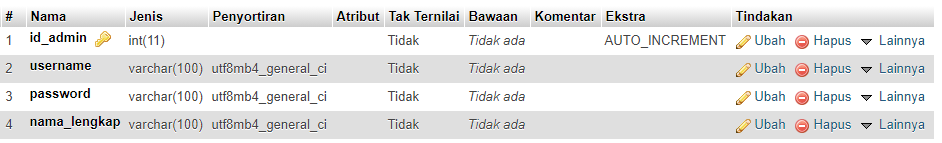 # Nama Jenis Penyortiran Atribut Tak Ternilai Bawaan Komentar Ekstra Tindakan
1 id_admin int(11) Tidak Tidak ada AUTO_INCREMENT Ubah Hapus Lainnya
2 username varchar(100) utf8mb4_general_ci Tidak Tidak ada Ubah Hapus Lainnya
3 password varchar(100) utf8mb4_general_ci Tidak Tidak ada Ubah Hapus Lainnya
4 nama_lengkap varchar(100) utf8mb4_general_ci Tidak Tidak ada Ubah Hapus Lainnya